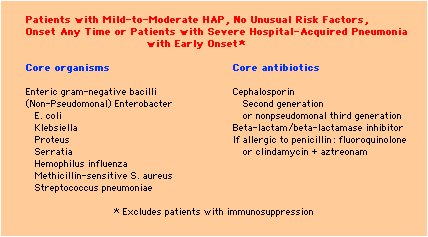 Patients with Mild-to-Moderate HAP, No Unusual Risk Factors,
Onset Any Time or Patients with Severe Hospital-Acquired Pneumonia
with Early Onset*
Core organisms
Enteric gram-negative bacilli
(Non-Pseudomonal) Enterobacter
E. coli
Klebsiella
Proteus
Serratia
Hemophilus influenza
Methicillin-sensitive S. aureus
Streptococcus pneumoniae
Core antibiotics
Cephalosporin
Second generation
or nonpseudomonal third generation
Beta-lactam/beta-lactamase inhibitor
If allergic to penicillin: fluoroquinolone
or clindamycin + aztreonam
* Excludes patients with immunosuppression